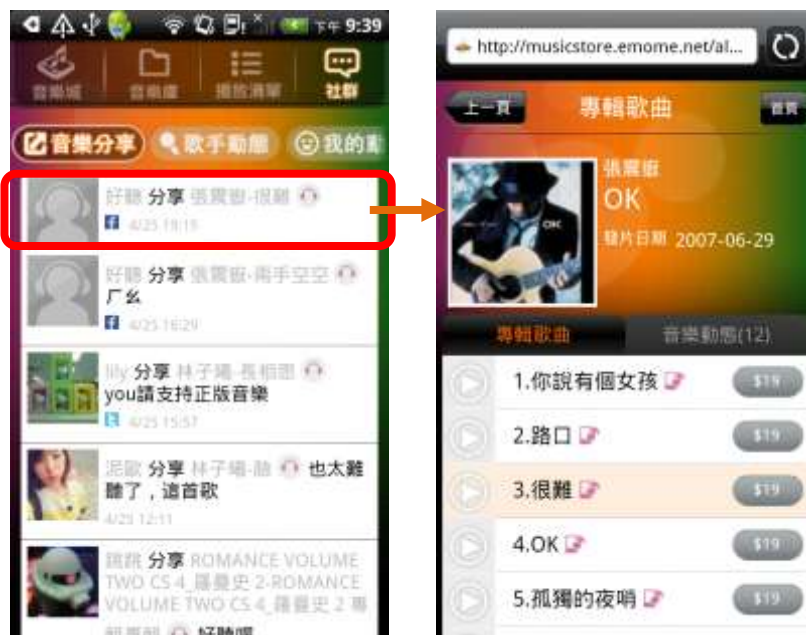 下午 9:39
音樂城
音樂庫
播放清單
社群
音樂分享
歌手動態
我的動
好聽 分享 張震嶽-很難
4/25 19:19
好聽 分享 張震嶽-兩手空空
ㄏㄠ
4/25 16:29
lily 分享 林子曦-長相思
you請支持正版音樂
4/25 15:57
泥歐 分享 林子曦-融 也太難
聽了，這首歌
4/25 12:11
跳跳 分享 ROMANCE VOLUME
TWO CS 4_羅曼史 2-ROMANCE
VOLUME TWO CS 4_羅曼史 2 專
好聽喔
http://musicstore.emome.net/al...
上一頁
專輯歌曲
首頁
張震嶽
OK
發片日期 2007-06-29
專輯歌曲
音樂動態(12)
1.你說有個女孩
$19
2.路口
$19
3.很難
$19
4.OK
$19
5.孤獨的夜哨
$19